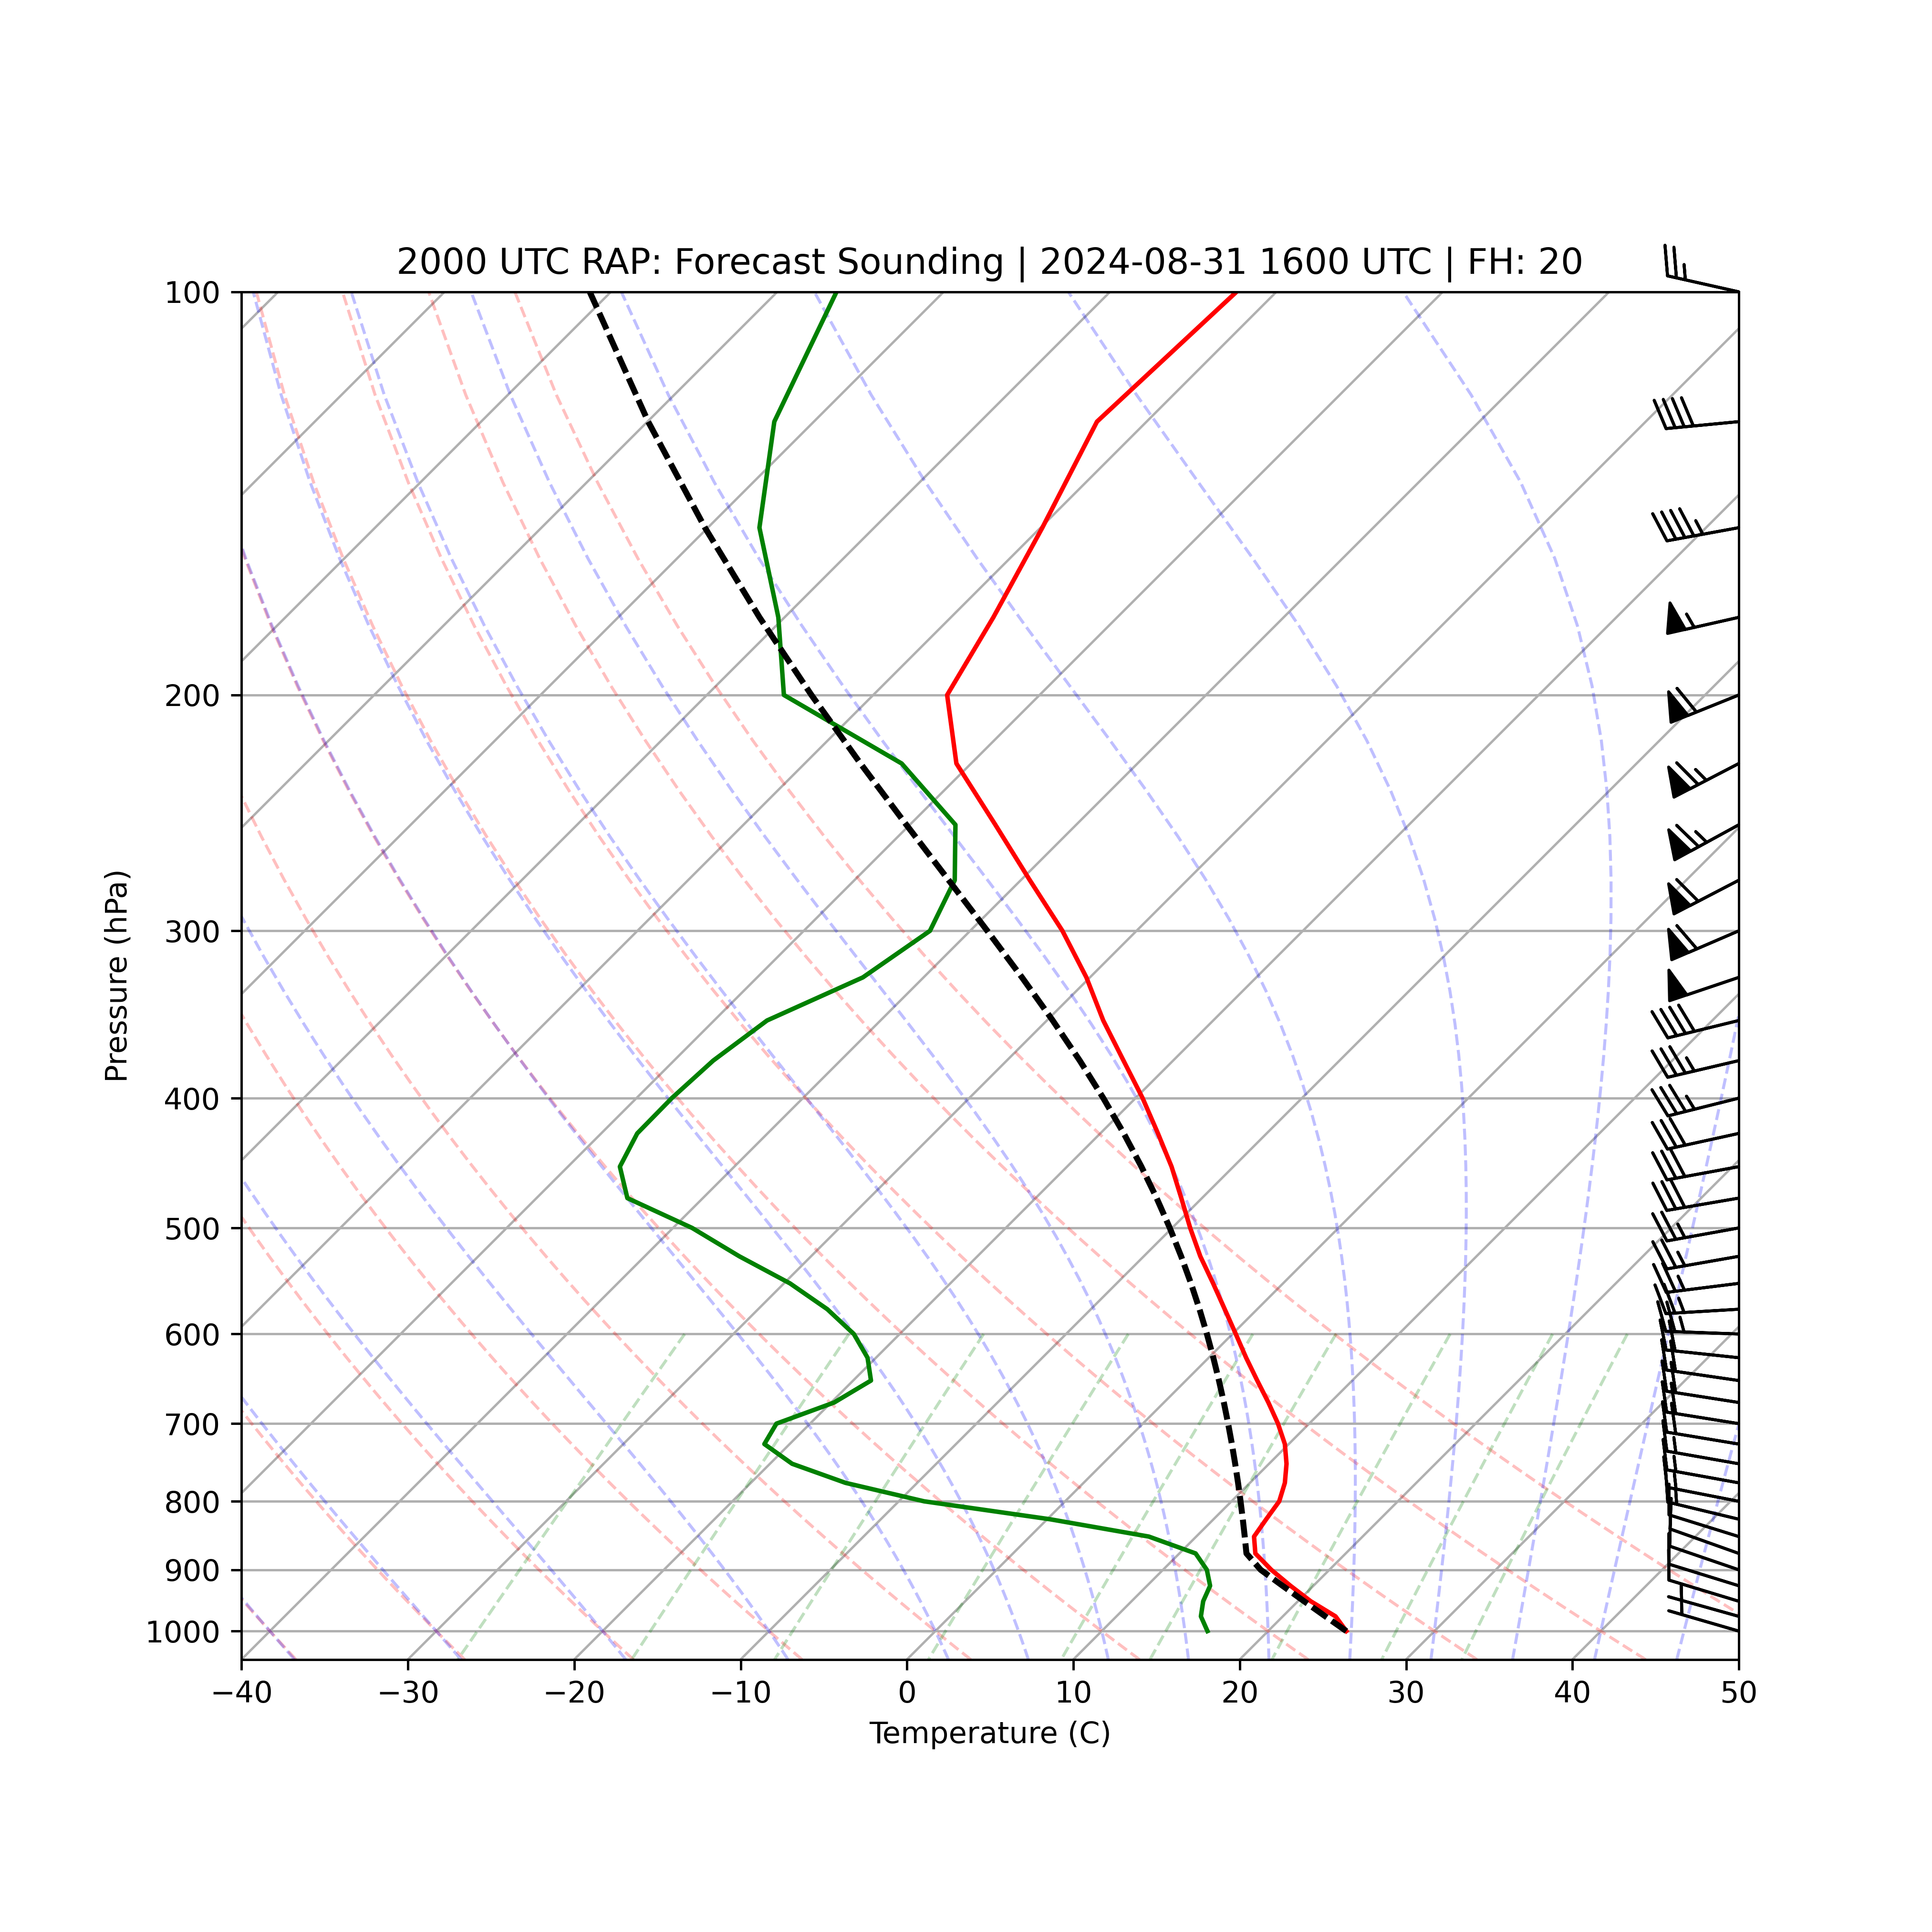 2000 UTC RAP: Forecast Sounding | 2024-08-31 1600 UTC | FH: 20
100
200
300
400
500
600
700
800
900
1000
Pressure (hPa)
−40 −30 −20 −10 0 10 20 30 40 50
Temperature (C)